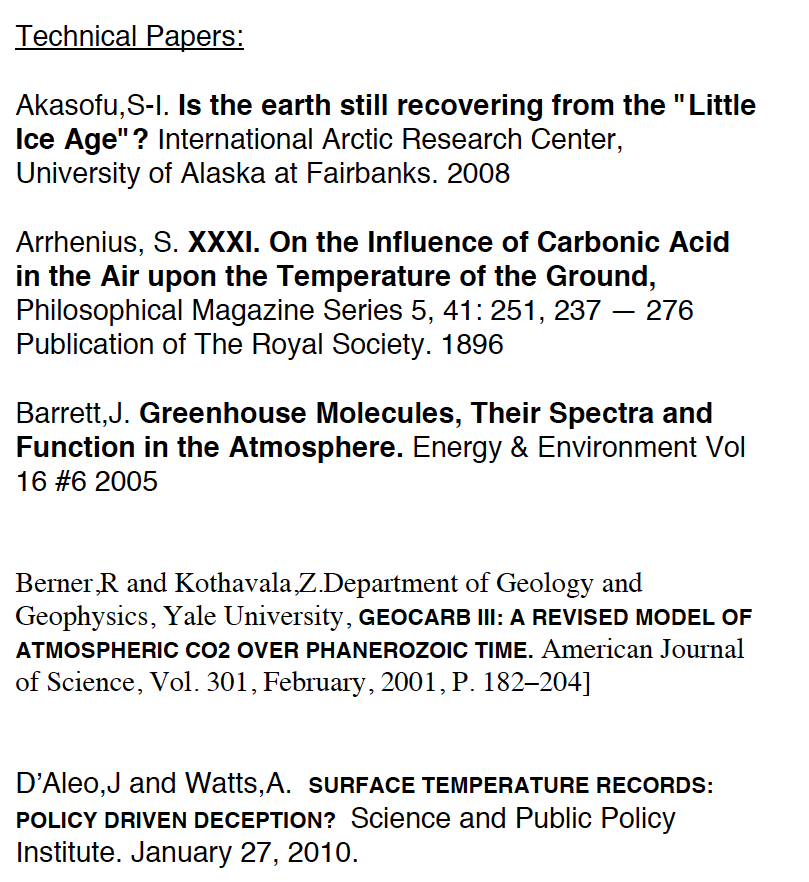 Technical Papers:
Akasofu,S-I. Is the earth still recovering from the "Little
Ice Age"? International Arctic Research Center,
University of Alaska at Fairbanks. 2008
Arrhenius, S. XXXI. On the Influence of Carbonic Acid
in the Air upon the Temperature of the Ground,
Philosophical Magazine Series 5, 41: 251, 237 — 276
Publication of The Royal Society. 1896
Barrett,J. Greenhouse Molecules, Their Spectra and
Function in the Atmosphere. Energy & Environment Vol
16 #6 2005
Berner,R and Kothavala,Z.Department of Geology and
Geophysics, Yale University, GEOCARB III: A REVISED MODEL OF
ATMOSPHERIC CO2 OVER PHANEROZOIC TIME. American Journal
of Science, Vol. 301, February, 2001, P. 182–204]
D’Aleo,J and Watts,A. SURFACE TEMPERATURE RECORDS:
POLICY DRIVEN DECEPTION? Science and Public Policy
Institute. January 27, 2010.